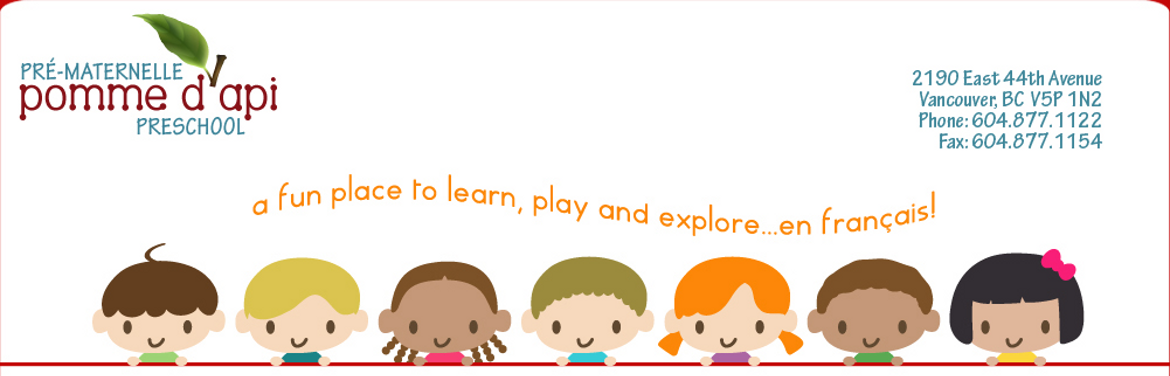 PRÉ-MATERNELLE
pomme d'api
PRESCHOOL
2190 East 44th Avenue
Vancouver, BC V5P 1N2
Phone: 604.877.1122
Fax: 604.877.1154
a fun place to learn, play and explore...en français!